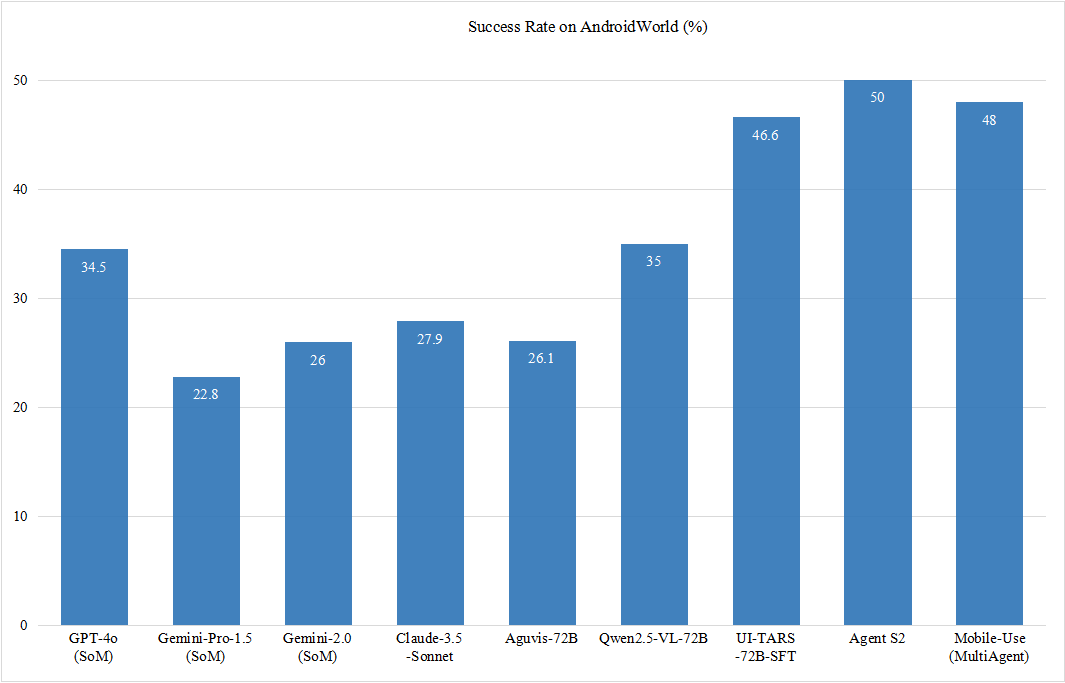 Success Rate on AndroidWorld (%)
50
40
30
20
10
0
34.5
22.8
26
27.9
26.1
35
46.6
50
48
GPT-4o
(SoM)
Gemini-Pro-1.5
(SoM)
Gemini-2.0
(SoM)
Claude-3.5
-Sonnet
Aguvis-72B
Qwen2.5-VL-72B
UI-TARS
-72B-SFT
Agent S2
Mobile-Use
(MultiAgent)